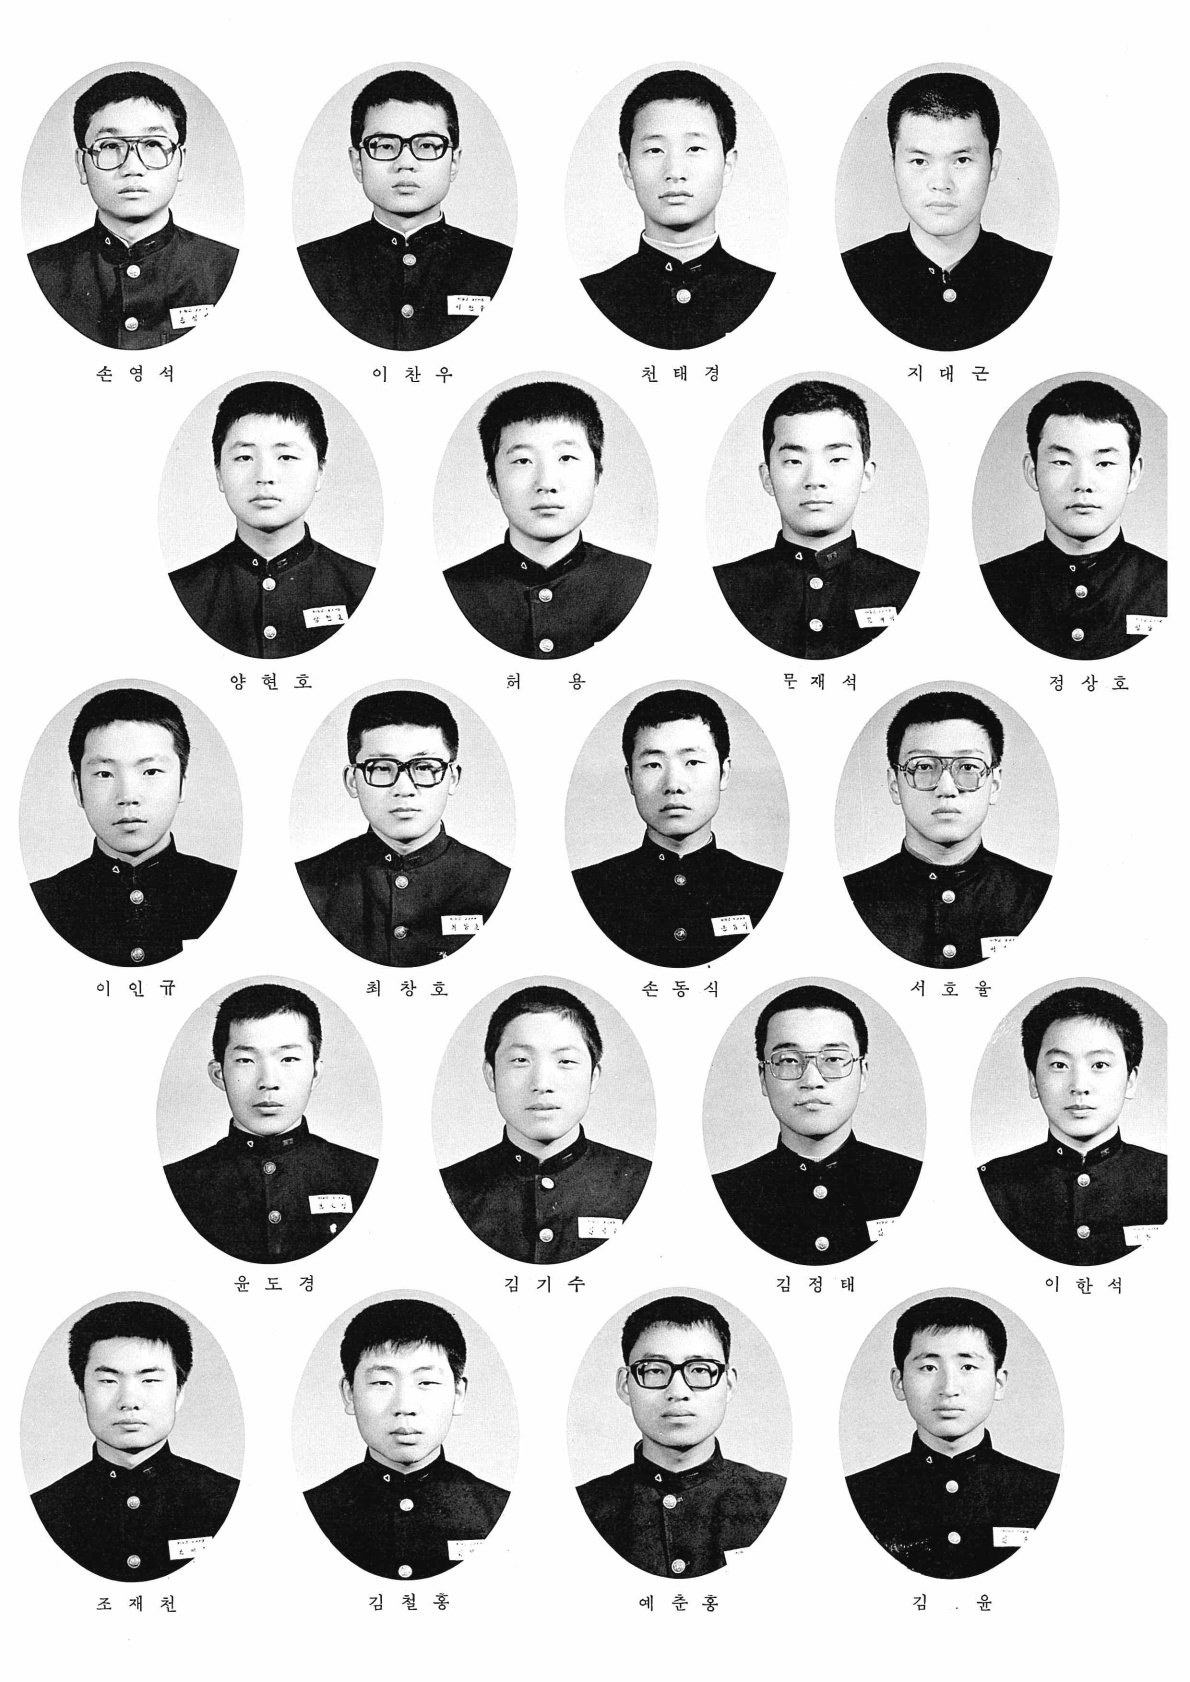 손 영 석 이 찬 우 천 태 경 지 대 근
양 현 호 허 용 문 재 석 정 상 호
이 인 규 최 창 호 손 동 식 서 호 율
윤 도 경 김 기 수 김 정 태 이 한 석
조 재 천 김 철 홍 예 춘 홍 김 윤